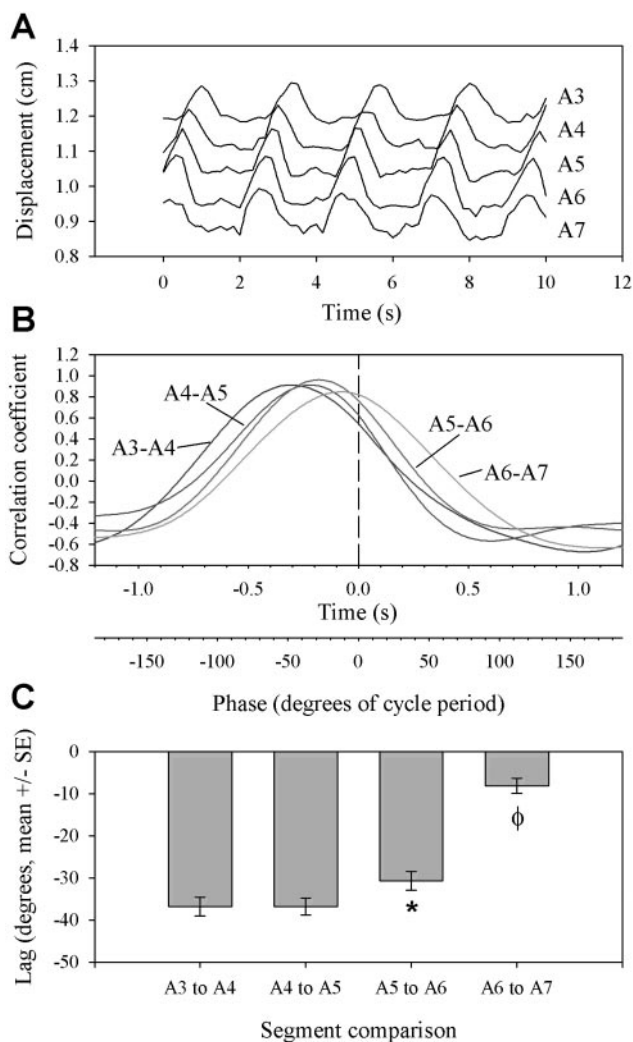 A
Displacement (cm)
1.4
1.3
1.2
1.1
1.0
0.9
0.8
A3
A4
A5
A6
A7
0 2 4 6 8 10 12
Time (s)
B
Correlation coefficient
1.2
1.0
0.8
0.6
0.4
0.2
0.0
-0.2
-0.4
-0.6
-0.8
A4-A5
A3-A4
A5-A6
A6-A7
-1.0 -0.5 0.0 0.5 1.0
Time (s)
-150 -100 -50 0 50 100 150
Phase (degrees of cycle period)
C
Lag (degrees, mean +/- SE)
0
-10
-20
-30
-40
-50
*
ϕ
A3 to A4 A4 to A5 A5 to A6 A6 to A7
Segment comparison